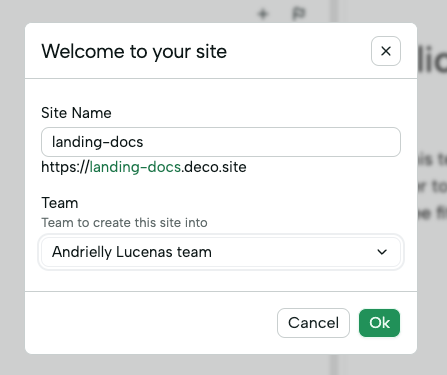 Welcome to your site
Site Name
landing-docs
https://landing-docs.deco.site
Team
Team to create this site into
Andrielly Lucenas team
Cancel
Ok